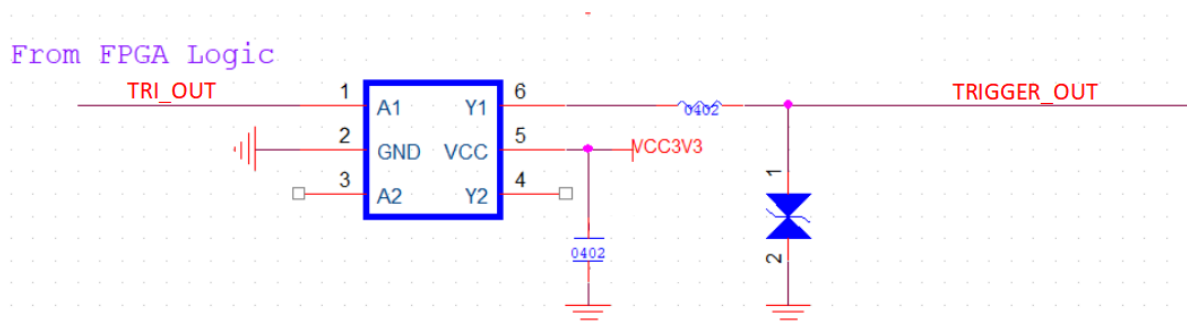 From FPGA Logic
TRI_OUT
1
A1
Y1
6
0402
TRIGGER_OUT
2
GND
VCC
5
VCC3V3
3
A2
Y2
4
0402
1
2